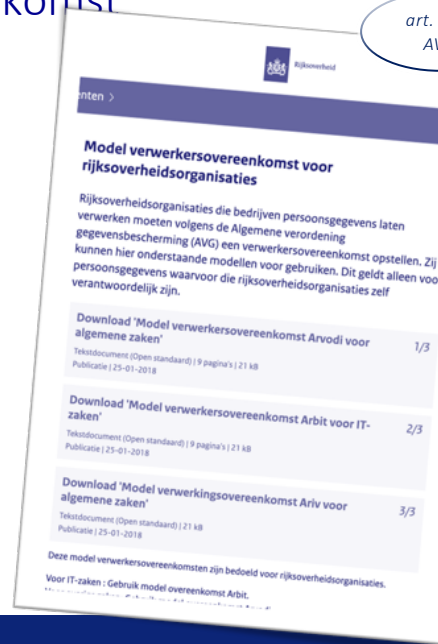 komst
art.
Rijksoverheid
enten >
Model verwerkersovereenkomst voor
rijksoverheidsorganisaties
Rijksoverheidsorganisaties die bedrijven persoonsgegevens laten
verwerken moeten volgens de Algemene verordening
gegevensbescherming (AVG) een verwerkersovereenkomst opstellen. Zij
kunnen hier onderstaande modellen voor gebruiken. Dit geldt alleen voo
persoonsgegevens waarvoor die rijksoverheidsorganisaties zelf
verantwoordelijk zijn.
Download 'Model verwerkersovereenkomst Arvodi voor 1/3
algemene zaken'
Tekstdocument (Open standaard) | 9 pagina's | 21 kB
Publicatie | 25-01-2018
Download 'Model verwerkersovereenkomst Arbit voor IT- 2/3
zaken'
Tekstdocument (Open standaard) | 9 pagina's | 21 kB
Publicatie | 25-01-2018
Download 'Model verwerkingsovereenkomst Ariv voor 3/3
algemene zaken'
Tekstdocument (Open standaard) | 21 kB
Publicatie | 25-01-2018
Deze model verwerkersovereenkomsten zijn bedoeld voor rijksoverheidsorganisaties.
Voor IT-zaken : Gebruik model overeenkomst Arbit.